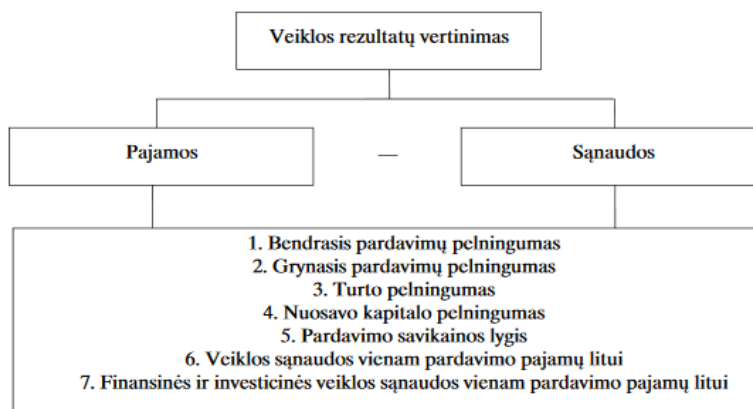 Veiklos rezultatų vertinimas
Pajamos
—
Sąnaudos
1. Bendrasis pardavimų pelningumas
2. Grynasis pardavimų pelningumas
3. Turto pelningumas
4. Nuosavo kapitalo pelningumas
5. Pardavimo savikainos lygis
6. Veiklos sąnaudos vienam pardavimo pajamų litui
7. Finansinės ir investicinės veiklos sąnaudos vienam pardavimo pajamų litui